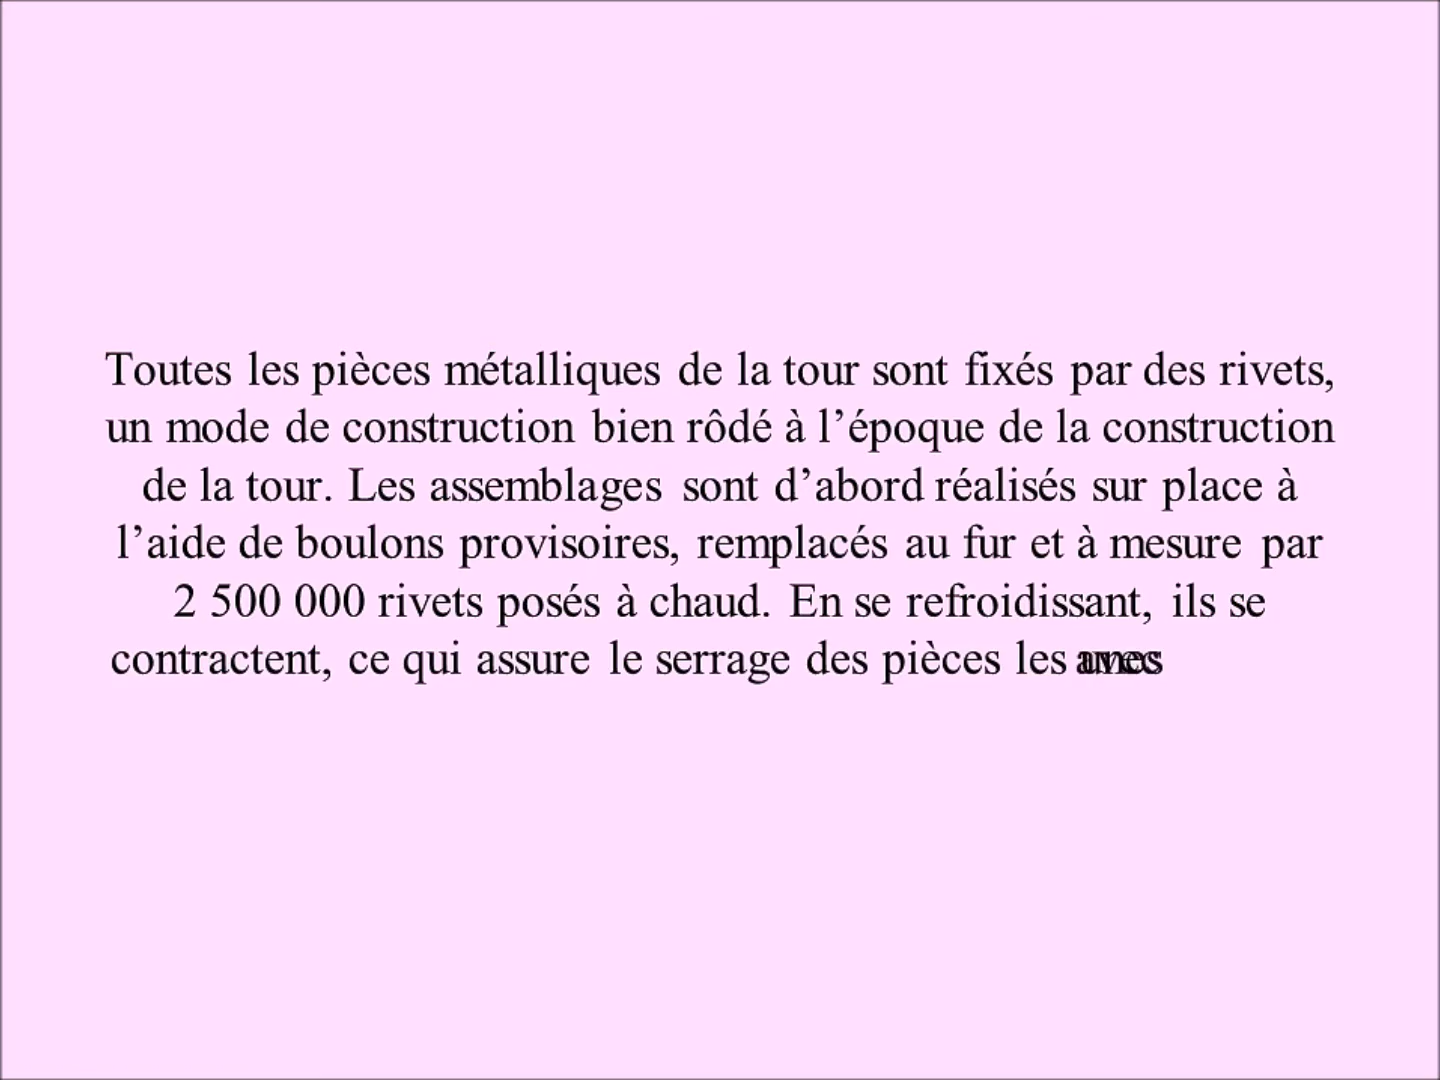 Toutes les pièces métalliques de la tour sont fixés par des rivets,
un mode de construction bien rôdé à l’époque de la construction
de la tour. Les assemblages sont d’abord réalisés sur place à
l’aide de boulons provisoires, remplacés au fur et à mesure par
2 500 000 rivets posés à chaud. En se refroidissant, ils se
contractent, ce qui assure le serrage des pièces les